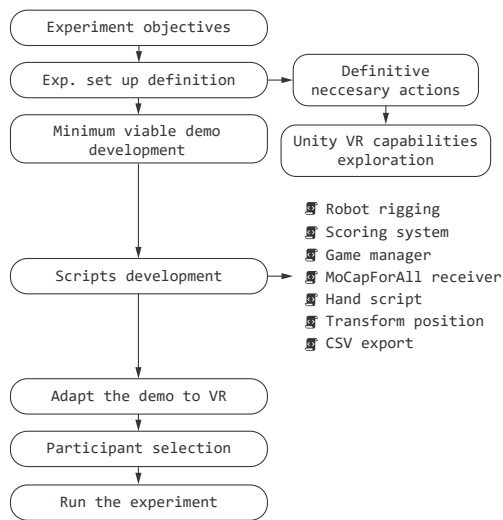 Experiment objectives
Exp. set up definition
Definitive
neccesary actions
Minimum viable demo
development
Unity VR capabilities
exploration
Robot rigging
Scoring system
Game manager
Scripts development
MoCapForAll receiver
Hand script
Transform position
CSV export
Adapt the demo to VR
Participant selection
Run the experiment